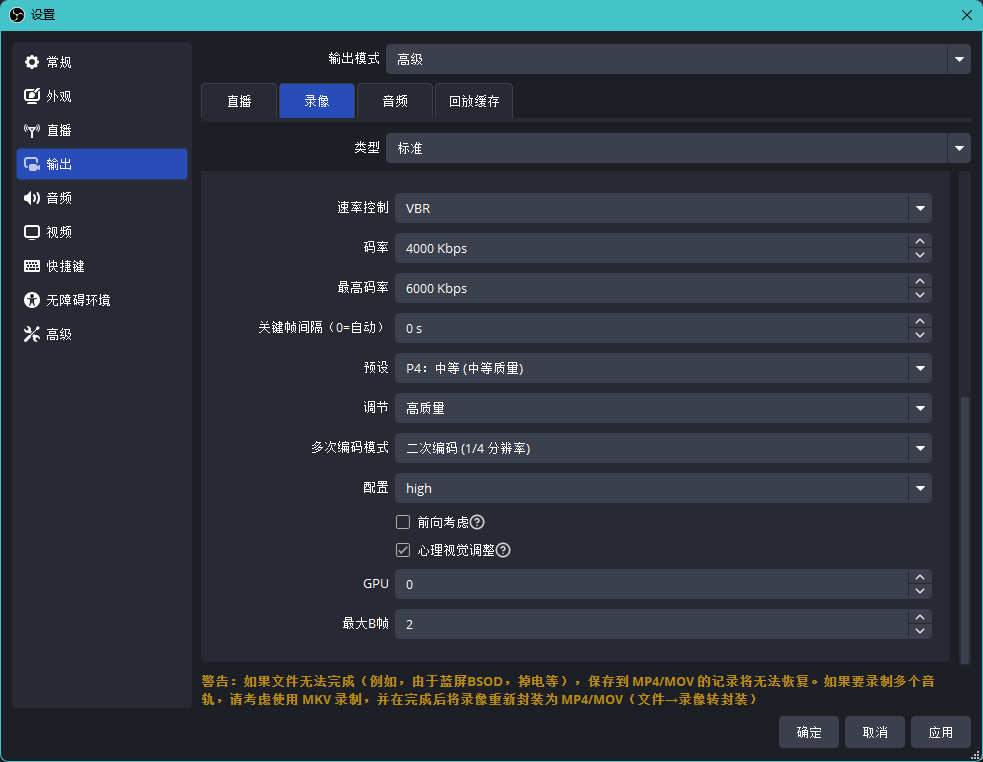 设置
常规
外观
直播
输出
音频
视频
快捷键
无障碍环境
高级
输出模式 高级
直播 录像 音频 回放缓存
类型 标准
速率控制 VBR
码率 4000 Kbps
最高码率 6000 Kbps
关键帧间隔（0=自动） 0 s
预设 P4：中等 (中等质量)
调节 高质量
多次编码模式 二次编码 (1/4 分辨率)
配置 high
前向考虑
心理视觉调整
GPU 0
最大B帧 2
警告：如果文件无法完成（例如，由于蓝屏BSOD，掉电等），保存到 MP4/MOV 的记录将无法恢复。如果要录制多个音
轨，请考虑使用 MKV 录制，并在完成后将录像重新封装为 MP4/MOV（文件→录像转封装）
确定 取消 应用